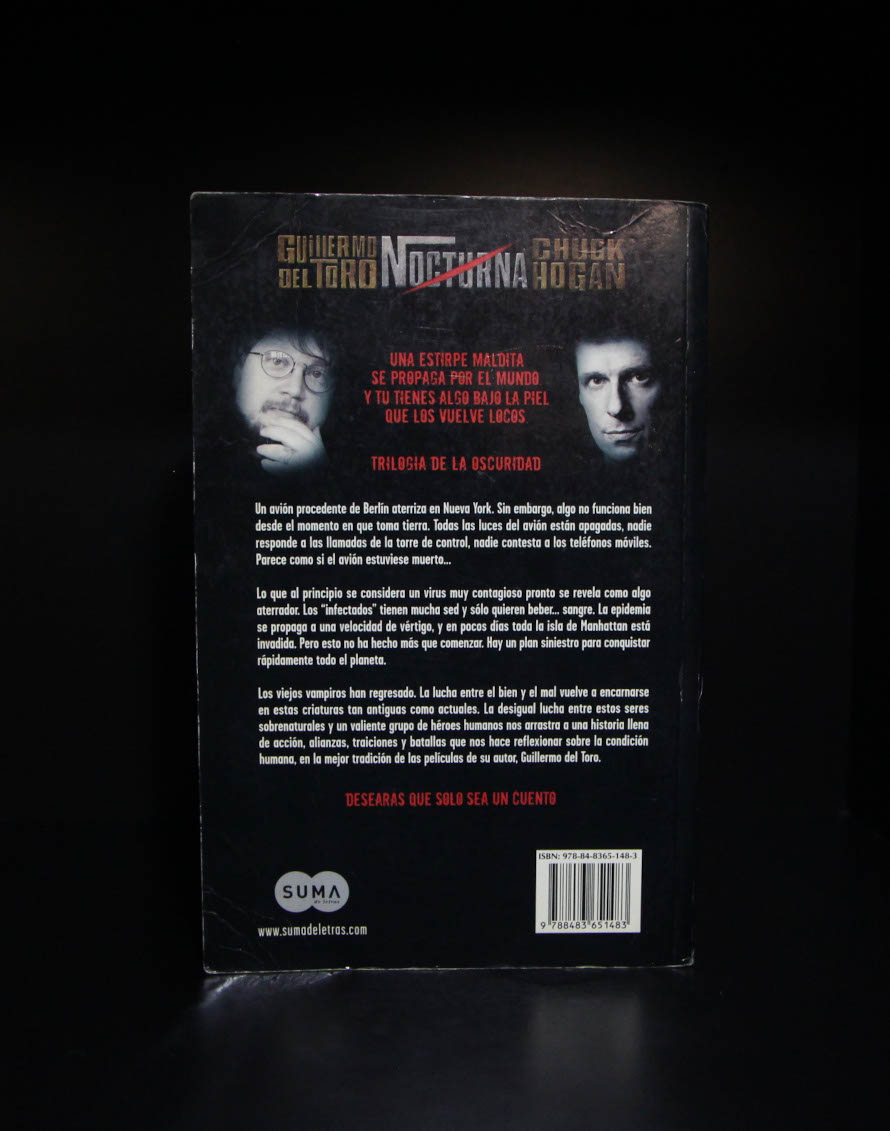 GUILLERMO DEL TORO NOCTURNA CHUCK HOGAN
UNA ESTIRPE MALDITA
SE PROPAGA POR EL MUNDO.
Y TU TIENES ALGO BAJO LA PIEL
QUE LOS VUELVE LOCOS.
TRILOGIA DE LA OSCURIDAD
Un avión procedente de Berlín aterriza en Nueva York. Sin embargo, algo no funciona bien
desde el momento en que toma tierra. Todas las luces del avión están apagadas, nadie
responde a las llamadas de la torre de control, nadie contesta a los teléfonos móviles.
Parece como si el avión estuviese muerto...
Lo que al principio se considera un virus muy contagioso pronto se revela como algo
aterrador. Los “infectados” tienen mucha sed y sólo quieren beber... sangre. La epidemia
se propaga a una velocidad de vértigo, y en pocos días toda la isla de Manhattan está
invadida. Pero esto no ha hecho más que comenzar. Hay un plan siniestro para conquistar
rápidamente todo el planeta.
Los viejos vampiros han regresado. La lucha entre el bien y el mal vuelve a encarnarse
en estas criaturas tan antiguas como actuales. La desigual lucha entre estos seres
sobrenaturales y un valiente grupo de héroes humanos nos arrastra a una historia llena
de acción, alianzas, traiciones y batallas que nos hace reflexionar sobre la condición
humana, en la mejor tradición de las películas de su autor, Guillermo del Toro.
DESEARAS QUE SOLO SEA UN CUENTO
ISBN: 978-84-8365-148-3
9 788483 651483
SUMA
de letras
www.sumadeletras.com